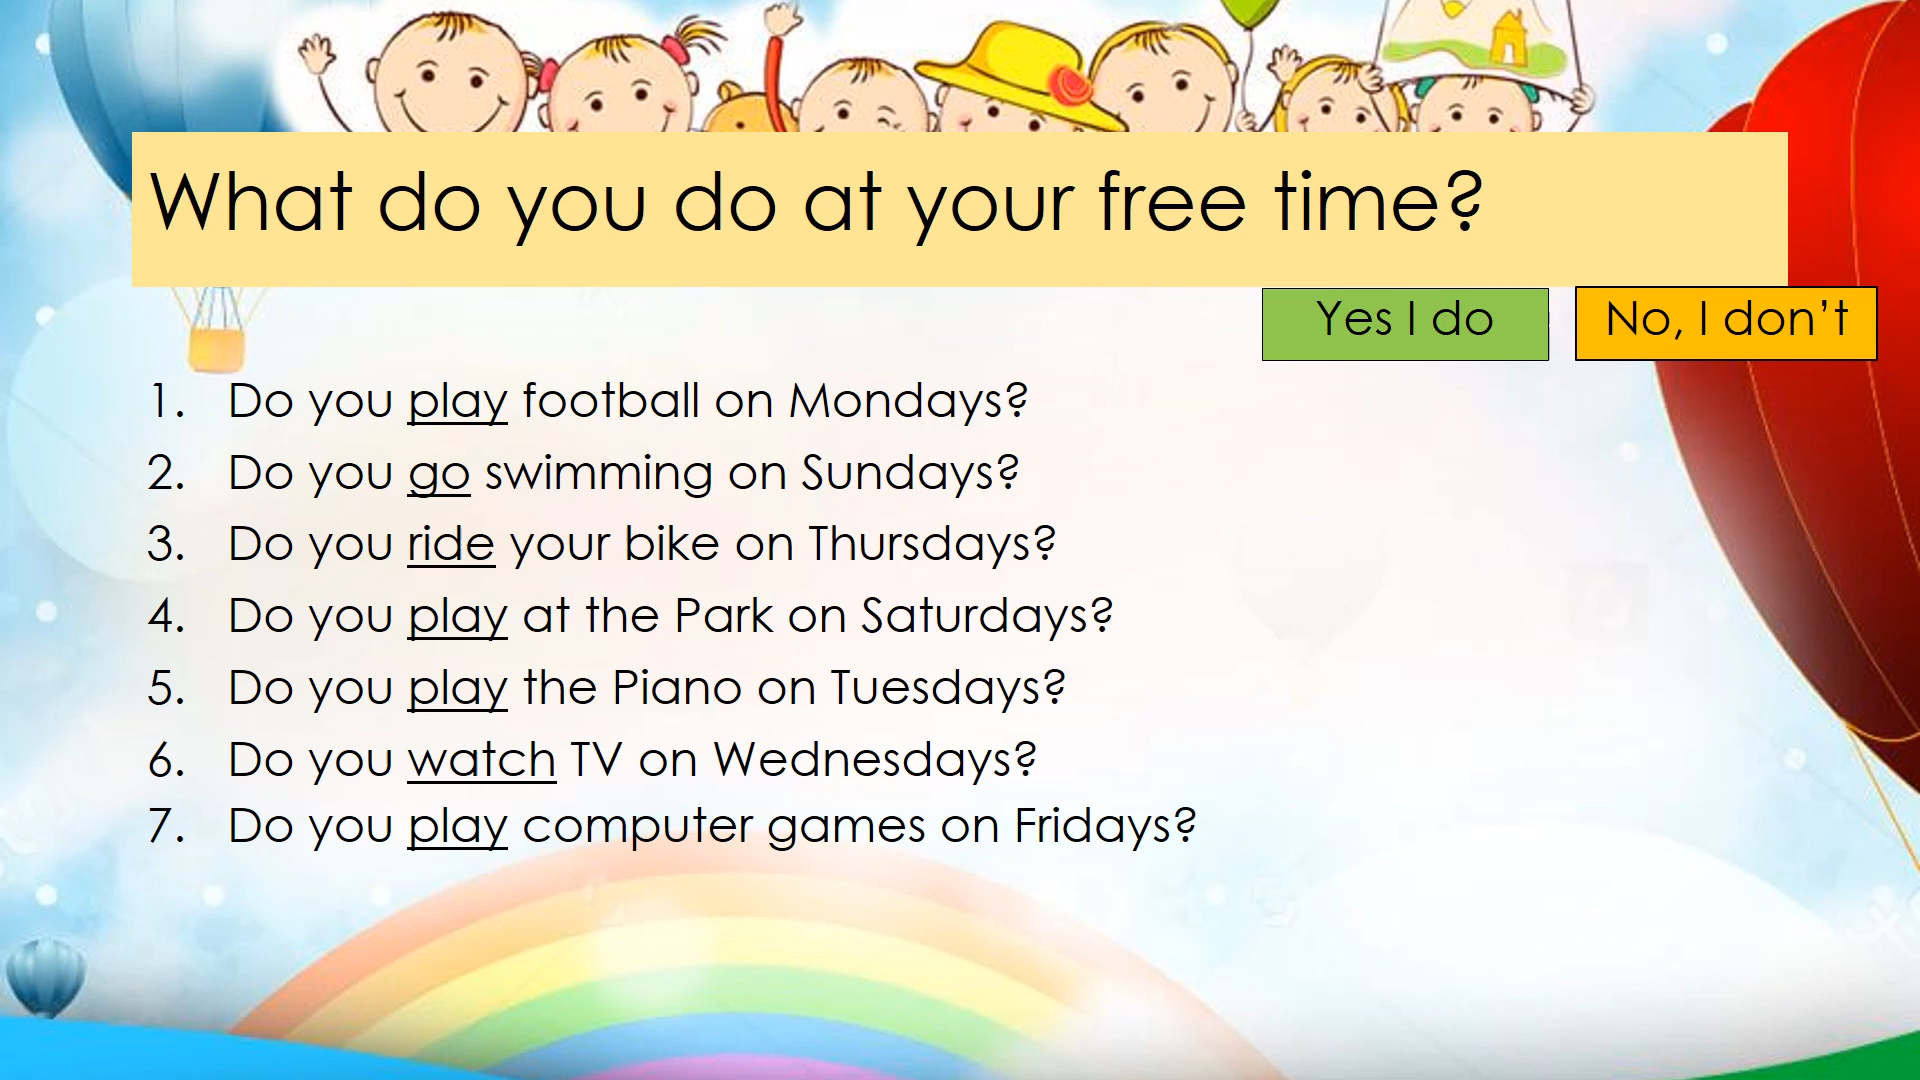 What do you do at your free time?
Yes I do
No, I don’t
1. Do you play football on Mondays?
2. Do you go swimming on Sundays?
3. Do you ride your bike on Thursdays?
4. Do you play at the Park on Saturdays?
5. Do you play the Piano on Tuesdays?
6. Do you watch TV on Wednesdays?
7. Do you play computer games on Fridays?